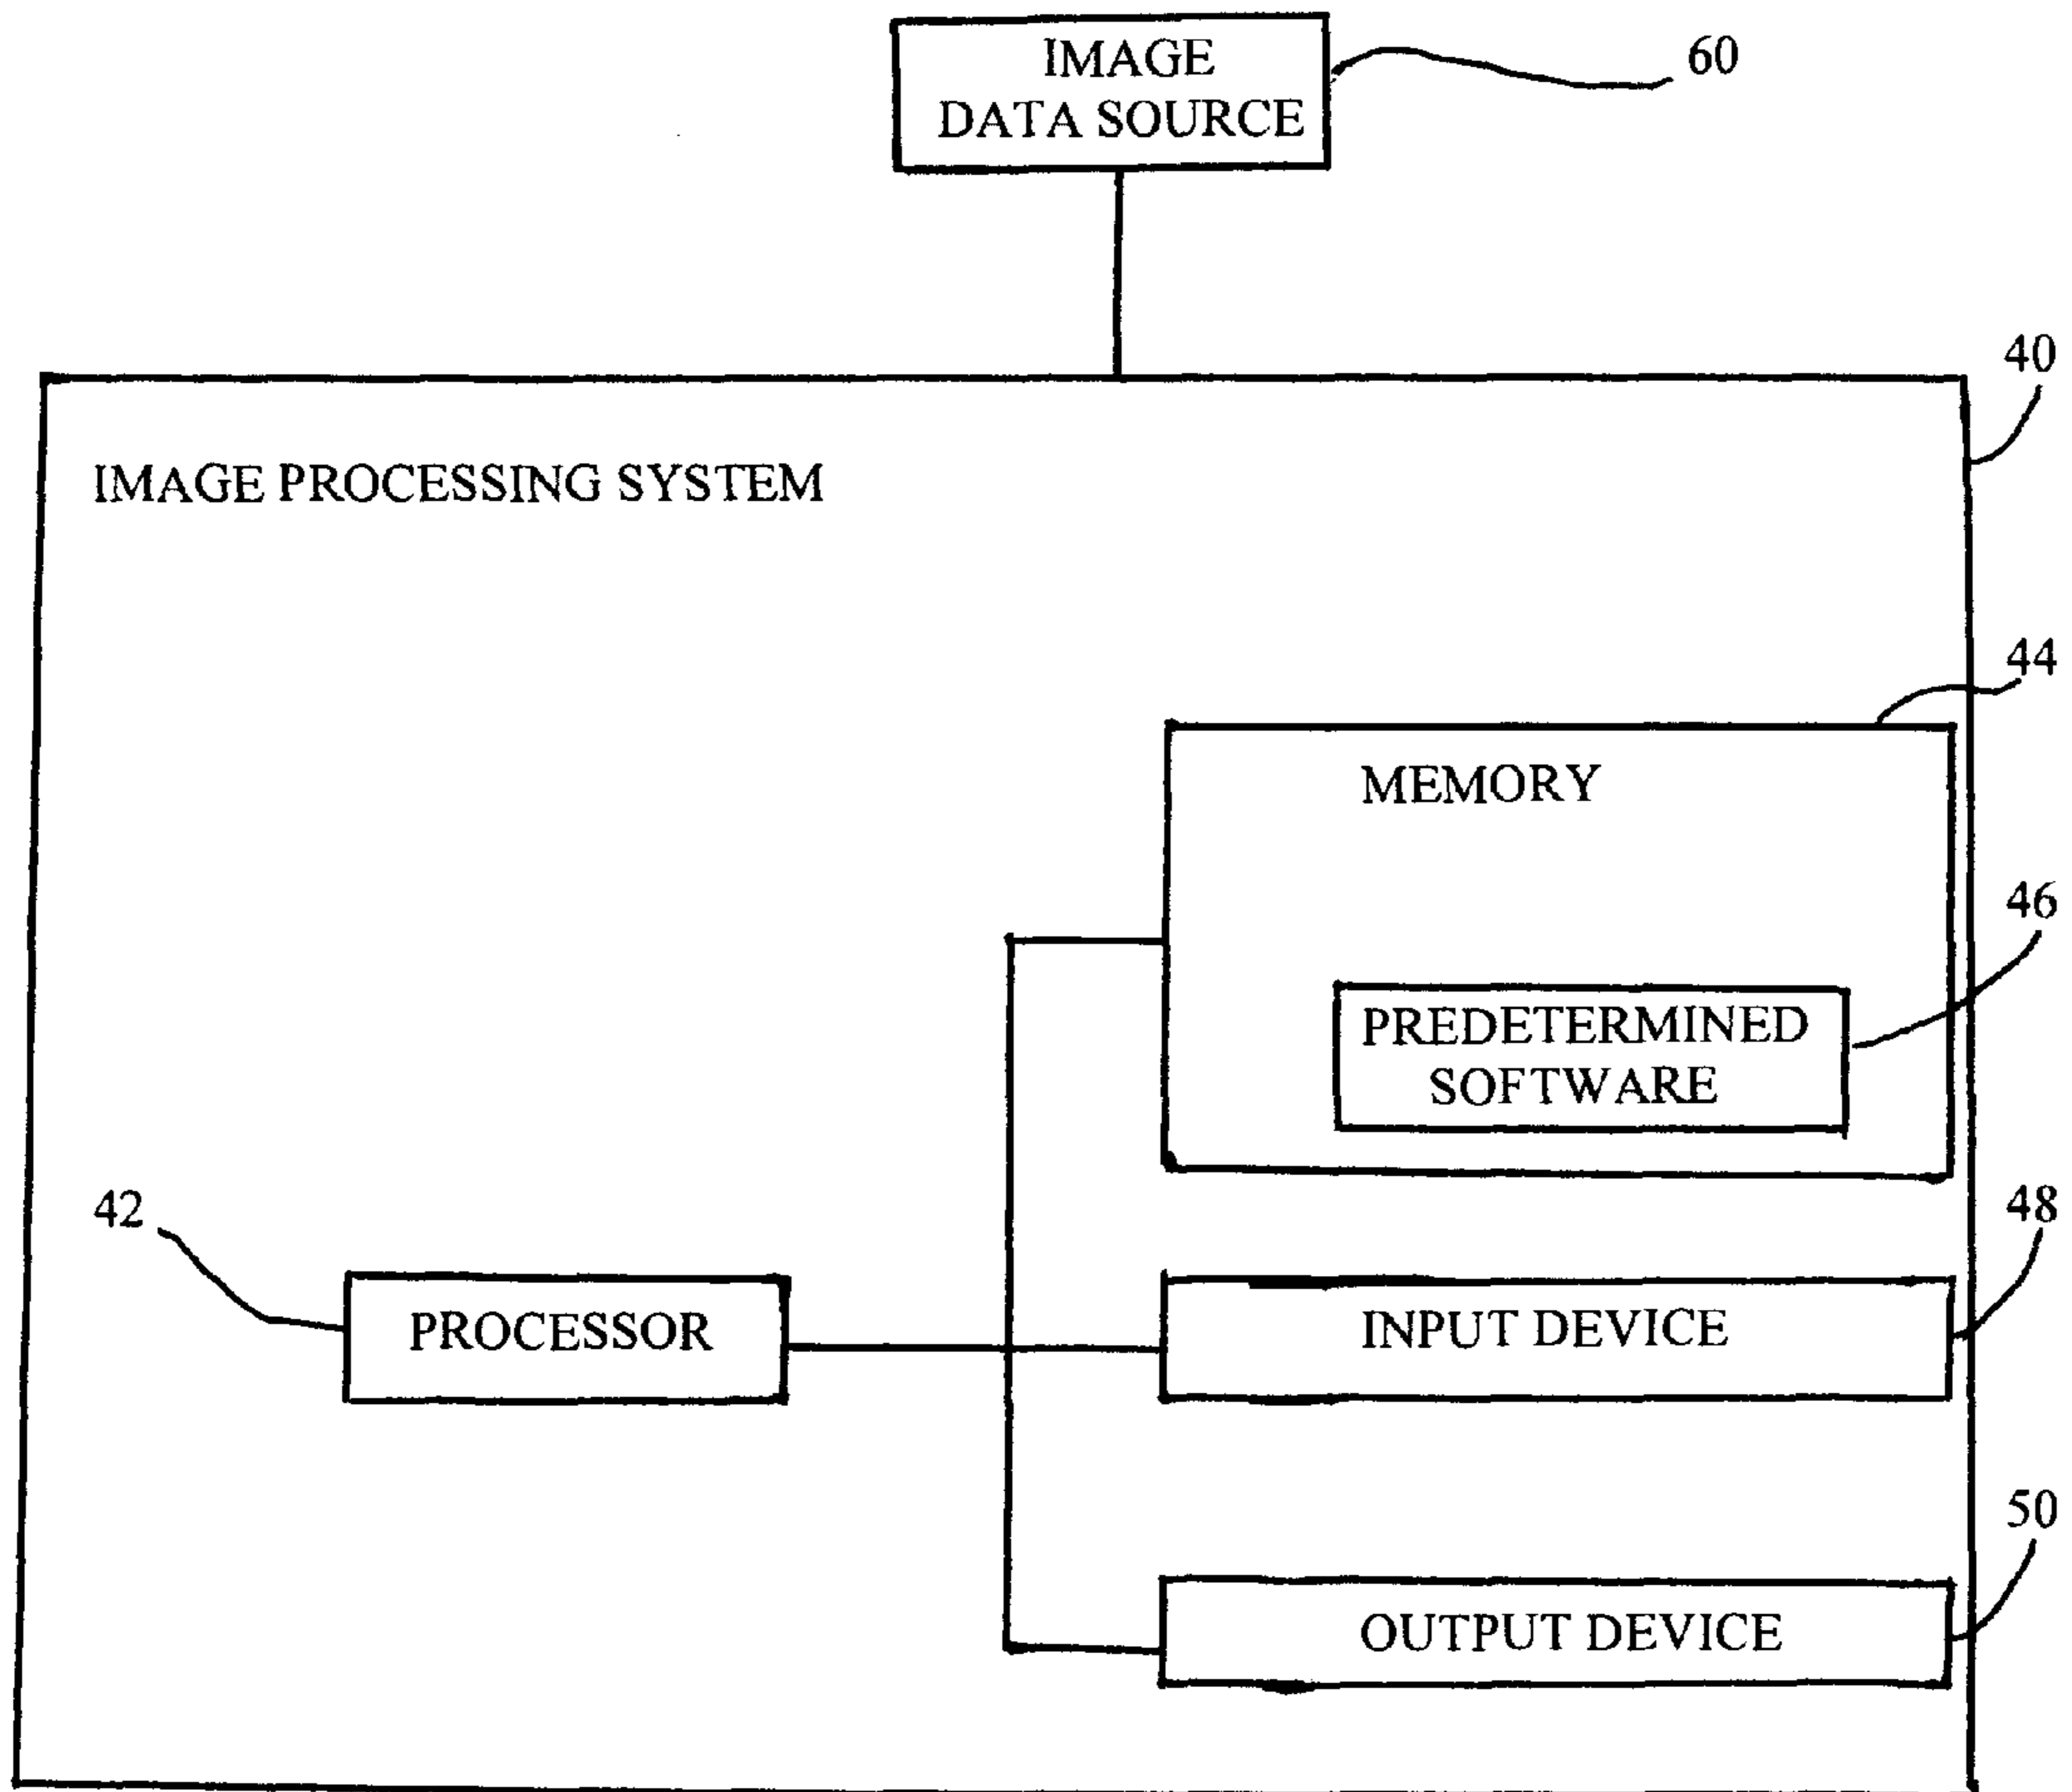 IMAGE
DATA SOURCE
60
40
IMAGE PROCESSING SYSTEM
44
MEMORY
46
PREDETERMINED
SOFTWARE
42
48
PROCESSOR
INPUT DEVICE
50
OUTPUT DEVICE